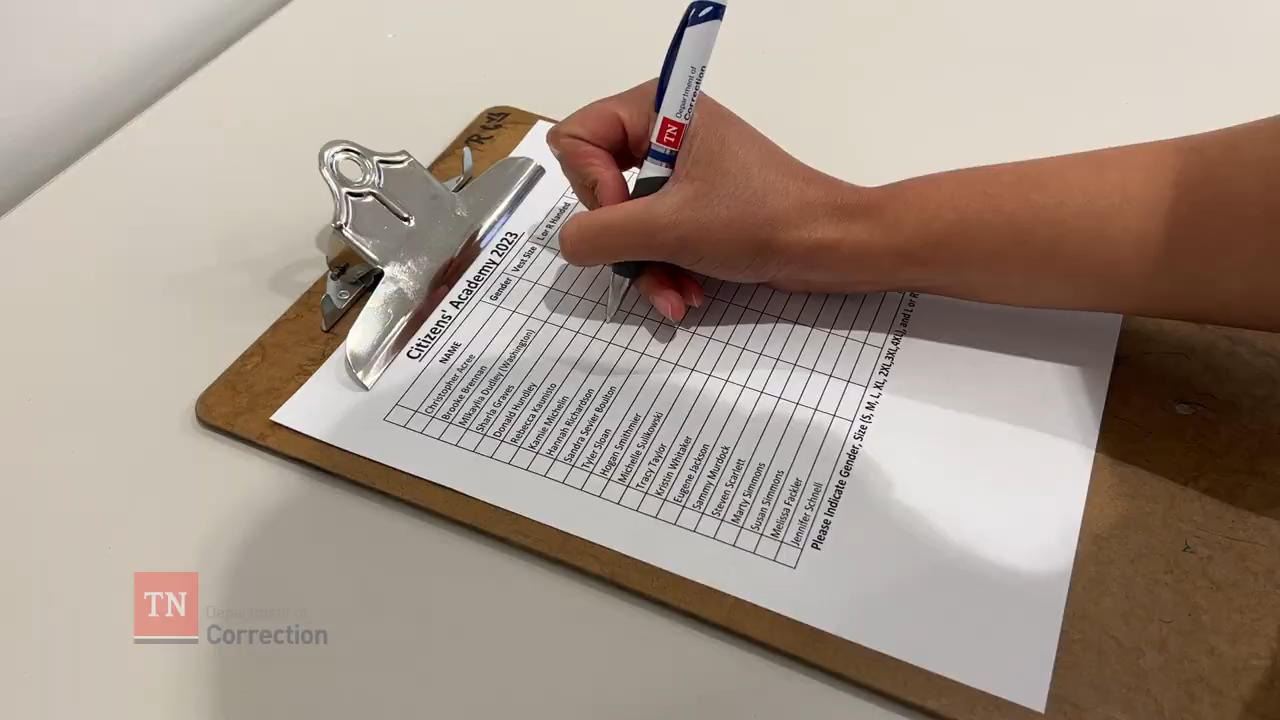 Citizens' Academy 2023
NAME
Gender
Vest Size
L or R Handed
Christopher Acree
Brooke Brennan
Mikaylia Dudley (Washington)
Sharla Graves
Donald Hundley
Rebecca Kaunisto
Kamie Michelin
Hannah Richardson
Sandra Sevier Boulton
Tyler Sloan
Hogan Smithmier
Michelle Sulikowski
Tracy Taylor
Kristin Whitaker
Eugene Jackson
Sammy Murdock
Steven Scarlett
Marty Simmons
Susan Simmons
Melissa Fackler
Jennifer Schnell
Please Indicate Gender, Size (S, M, L, XL, 2XL,3XL,4XL), and L or R
TN
Department of
Correction
TN
Department of
Correction